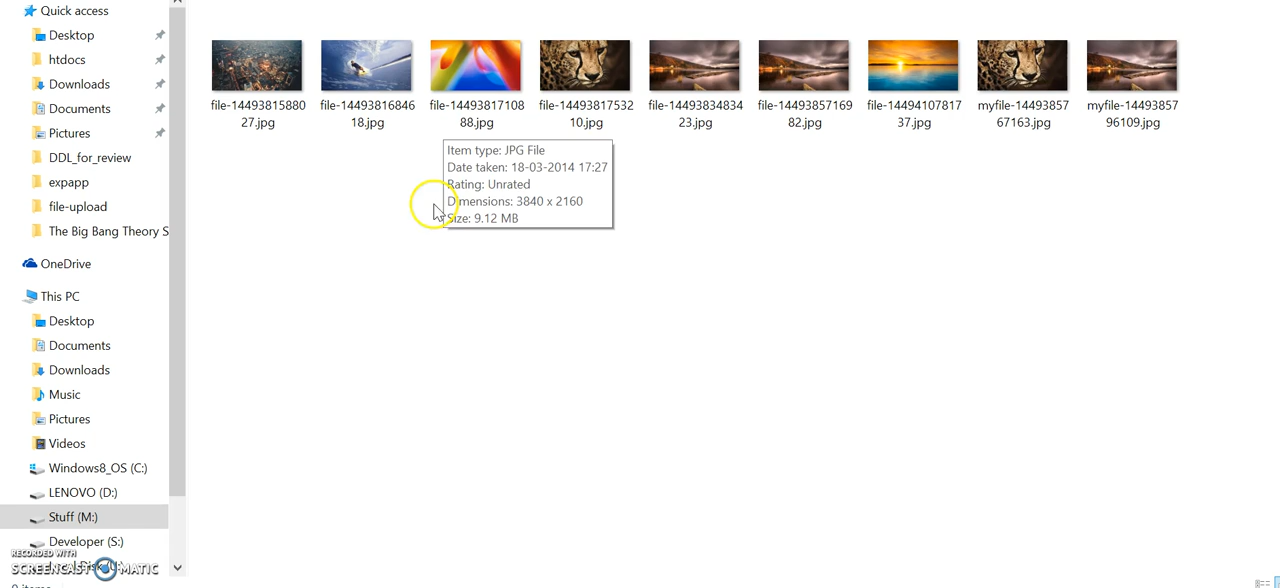 Quick access
Desktop
htdocs
Downloads
Documents
Pictures
DDL_for_review
expapp
file-upload
The Big Bang Theory S
OneDrive
This PC
Desktop
Documents
Downloads
Music
Pictures
Videos
Windows8_OS (C:)
LENOVO (D:)
Stuff (M:)
Developer (S:)
RECORDED WITH
SCREENCAST MATIC
9 items
file-14493815880
27.jpg
file-14493816846
18.jpg
file-14493817108
88.jpg
file-14493817532
10.jpg
file-14493834834
23.jpg
file-14493857169
82.jpg
file-14494107817
37.jpg
myfile-14493857
67163.jpg
myfile-14493857
96109.jpg
Item type: JPG File
Date taken: 18-03-2014 17:27
Rating: Unrated
Dimensions: 3840 x 2160
Size: 9.12 MB